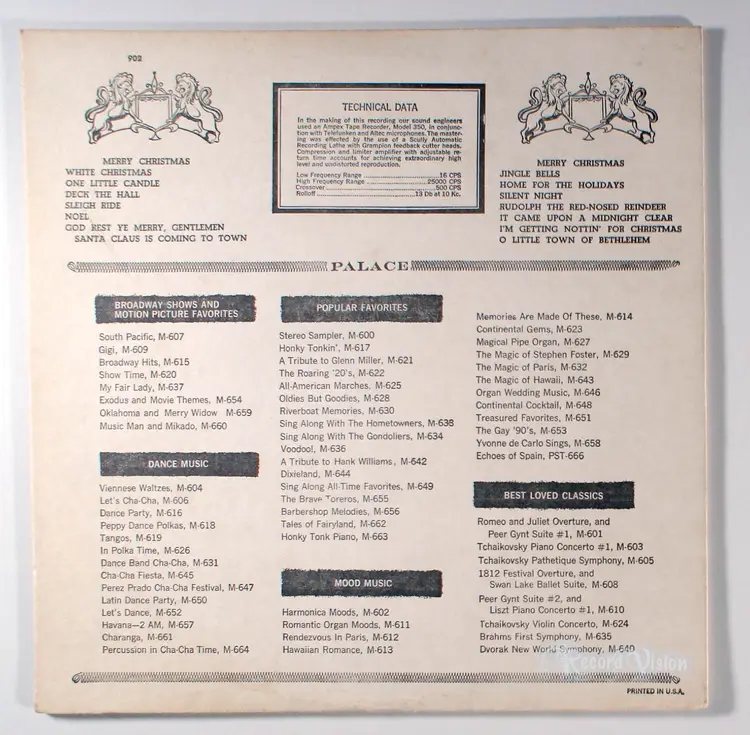 902
MERRY CHRISTMAS
WHITE CHRISTMAS
ONE LITTLE CANDLE
DECK THE HALL
SLEIGH RIDE
NOEL
GOD REST YE MERRY, GENTLEMEN
SANTA CLAUS IS COMING TO TOWN
TECHNICAL DATA
In the making of this recording our sound engineers
used an Ampex Tape Recorder, Model 350, in conjunc-
tion with Telefunken and Altec microphones. The master-
ing was effected by the use of a Scully Automatic
Recording Lathe with Grampion feedback cutter heads.
Compression and limiter amplifier with adjustable re-
turn time accounts for achieving extraordinary high
level and undistorted reproduction.
Low Frequency Range ........ 16 CPS
High Frequency Range ........ 25000 CPS
Crossover ........ 500 CPS
Rolloff ........ 13 Db at 10 Kc.
MERRY CHRISTMAS
JINGLE BELLS
HOME FOR THE HOLIDAYS
SILENT NIGHT
RUDOLPH THE RED-NOSED REINDEER
IT CAME UPON A MIDNIGHT CLEAR
I'M GETTING NOTTIN' FOR CHRISTMAS
O LITTLE TOWN OF BETHLEHEM
PALACE
BROADWAY SHOWS AND
MOTION PICTURE FAVORITES
South Pacific, M-607
Gigi, M-609
Broadway Hits, M-615
Show Time, M-620
My Fair Lady, M-637
Exodus and Movie Themes, M-654
Oklahoma and Merry Widow M-659
Music Man and Mikado, M-660
DANCE MUSIC
Viennese Waltzes, M-604
Let's Cha-Cha, M-606
Dance Party, M-616
Peppy Dance Polkas, M-618
Tangos, M-619
In Polka Time, M-626
Dance Band Cha-Cha, M-631
Cha-Cha Fiesta, M-645
Perez Prado Cha-Cha Festival, M-647
Latin Dance Party, M-650
Let's Dance, M-652
Havana—2 AM, M-657
Charanga, M-661
Percussion in Cha-Cha Time, M-664
POPULAR FAVORITES
Stereo Sampler, M-600
Honky Tonkin', M-617
A Tribute to Glenn Miller, M-621
The Roaring '20's, M-622
All-American Marches, M-625
Oldies But Goodies, M-628
Riverboat Memories, M-630
Sing Along With the Hometowners, M-638
Sing Along With the Gondoliers, M-634
Voodool, M-636
A Tribute to Hank Williams, M-642
Dixieland, M-644
Sing Along All-Time Favorites, M-649
The Brave Toreros, M-655
Barbershop Melodies, M-656
Tales of Fairyland, M-662
Honky Tonk Piano, M-663
MOOD MUSIC
Harmonica Moods, M-602
Romantic Organ Moods, M-611
Rendezvous In Paris, M-612
Hawaiian Romance, M-613
Memories Are Made Of These, M-614
Continental Gems, M-623
Magical Pipe Organ, M-627
The Magic of Stephen Foster, M-629
The Magic of Paris, M-632
The Magic of Hawaii, M-643
Organ Wedding Music, M-646
Continental Cocktail, M-648
Treasured Favorites, M-651
The Gay '90's, M-653
Yvonne de Carlo Sings, M-658
Echoes of Spain, PST-666
BEST LOVED CLASSICS
Romeo and Juliet Overture, and
Peer Gynt Suite #1, M-601
Tchaikovsky Piano Concerto #1, M-603
Tchaikovsky Pathetique Symphony, M-605
1812 Festival Overture, and
Swan Lake Ballet Suite, M-608
Peer Gynt Suite #2, and
Liszt Piano Concerto #1, M-610
Tchaikovsky Violin Concerto, M-624
Brahms First Symphony, M-635
Dvorak New World Symphony, M-640
Record Vision
PRINTED IN U.S.A.